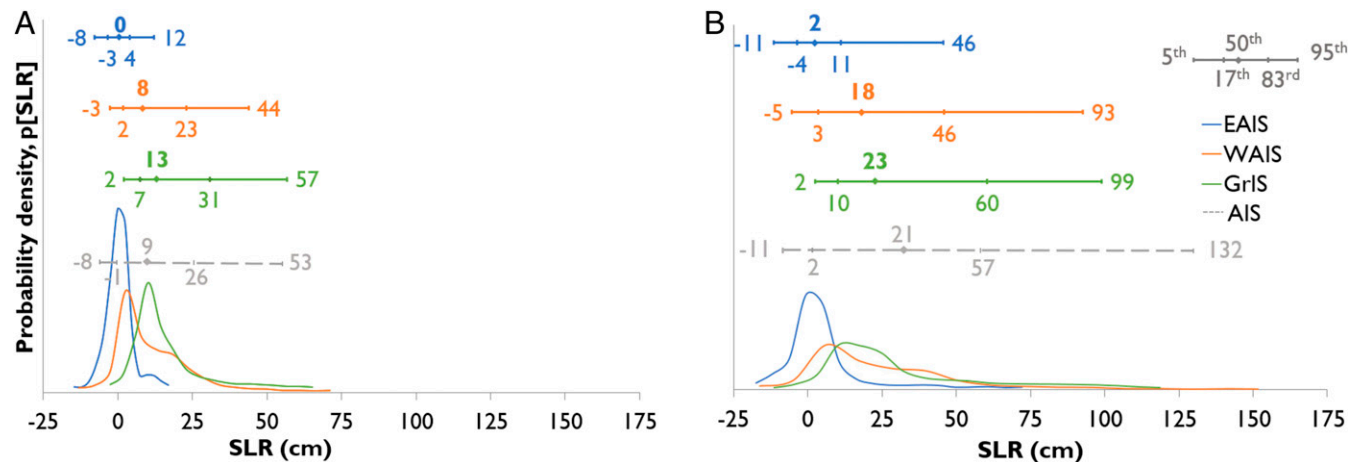 A
Probability density, p[SLR]
0
-8 12
-3 4
8
-3 44
2 23
13
2 57
7 31
9
-8 53
-1 26
-25 0 25 50 75 100 125 150 175
SLR (cm)
B
2
-11 46
-4 11
18
-5 93
3 46
23
2 99
10 60
21
-11 132
2 57
50th
5th 95th
17th 83rd
EAIS
WAIS
GrIS
AIS
-25 0 25 50 75 100 125 150 175
SLR (cm)